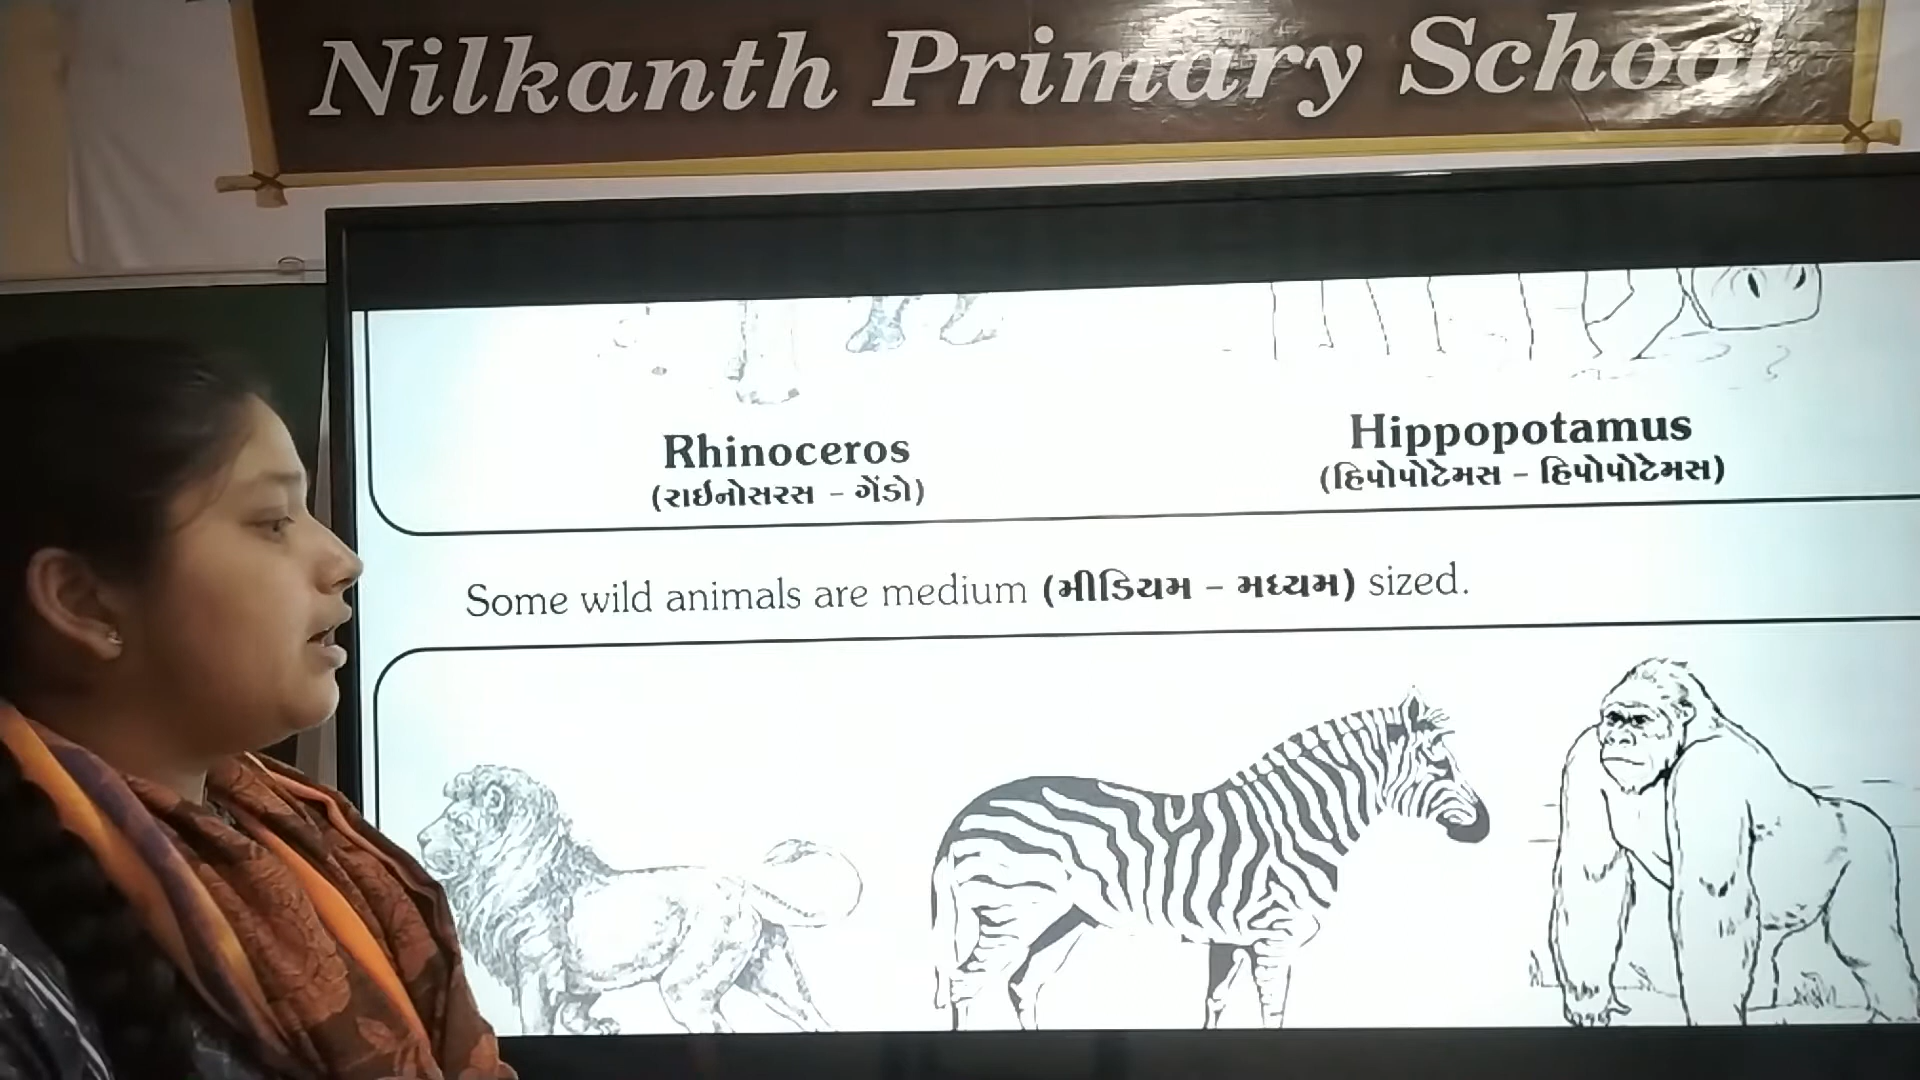 Nilkanth Primary School
Rhinoceros
(રાઈનોસરસ - ગેંડો)
Hippopotamus
(હિપોપોટેમસ - હિપોપોટેમસ)
Some wild animals are medium (મીડિયમ - મધ્યમ) sized.